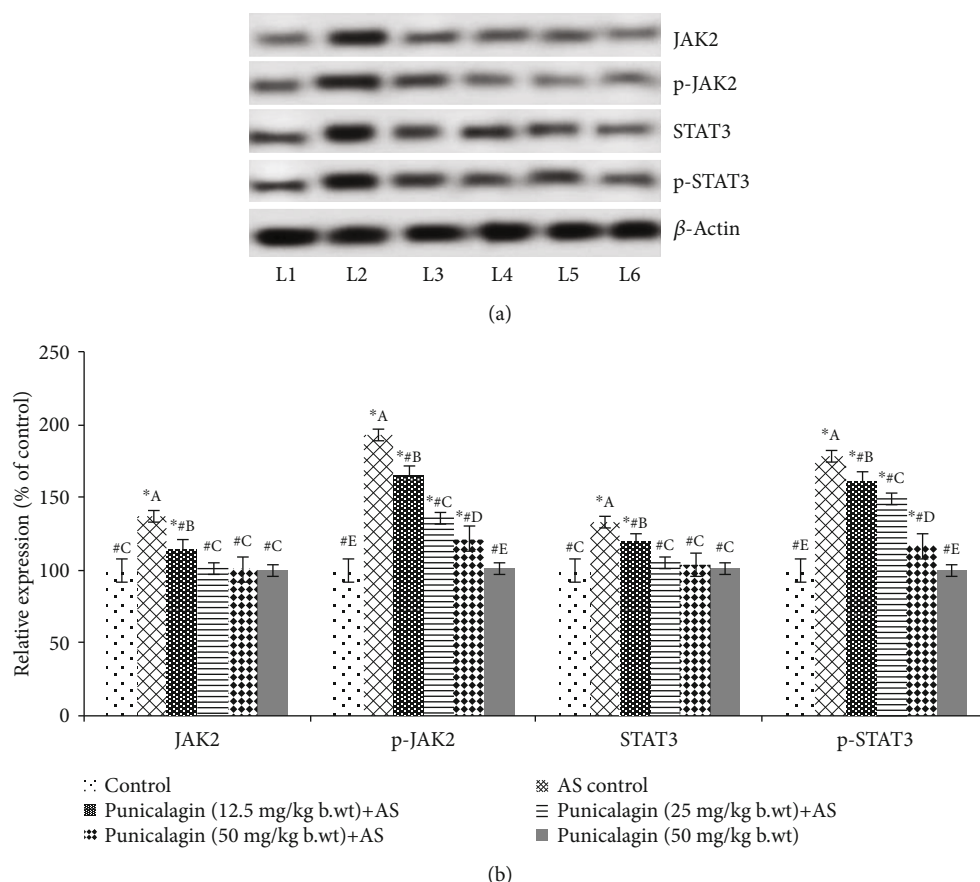 JAK2
p-JAK2
STAT3
p-STAT3
β-Actin
L1 L2 L3 L4 L5 L6
(a)
Relative expression (% of control)
250
200
150
100
50
0
#C *A *#B #C #C #C
#E *A *#B *#C *#D #E
#C *A *#B #C #C #C
#E *A *#B *#C *#D #E
JAK2 p-JAK2 STAT3 p-STAT3
Control
AS control
Punicalagin (12.5 mg/kg b.wt)+AS
Punicalagin (25 mg/kg b.wt)+AS
Punicalagin (50 mg/kg b.wt)+AS
Punicalagin (50 mg/kg b.wt)
(b)